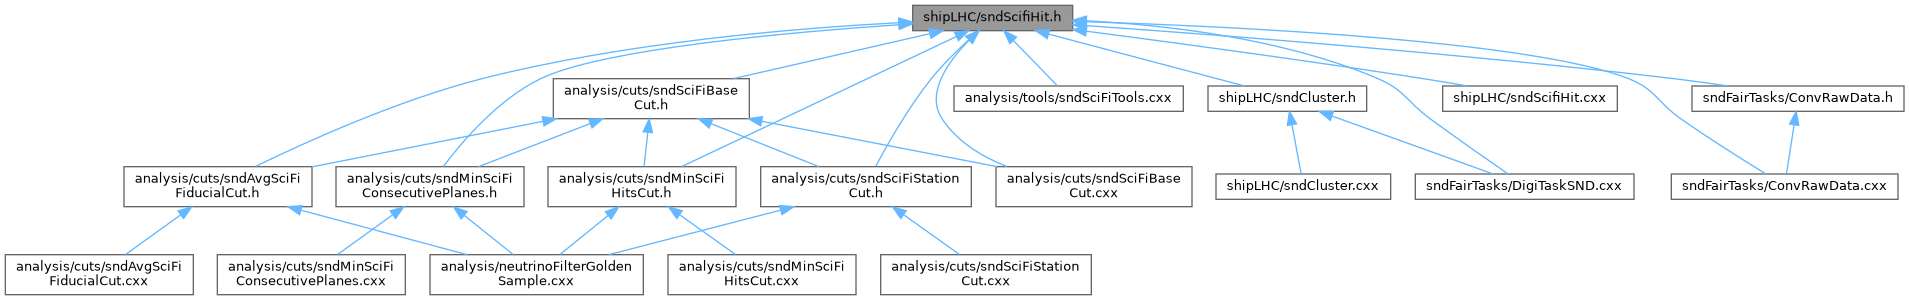 shipLHC/sndScifiHit.h
analysis/cuts/sndSciFiBase
Cut.h
analysis/tools/sndSciFiTools.cxx
shipLHC/sndCluster.h
shipLHC/sndScifiHit.cxx
sndFairTasks/ConvRawData.h
analysis/cuts/sndAvgSciFi
FiducialCut.h
analysis/cuts/sndMinSciFi
ConsecutivePlanes.h
analysis/cuts/sndMinSciFi
HitsCut.h
analysis/cuts/sndSciFiStation
Cut.h
analysis/cuts/sndSciFiBase
Cut.cxx
shipLHC/sndCluster.cxx
sndFairTasks/DigiTaskSND.cxx
sndFairTasks/ConvRawData.cxx
analysis/cuts/sndAvgSciFi
FiducialCut.cxx
analysis/cuts/sndMinSciFi
ConsecutivePlanes.cxx
analysis/neutrinoFilterGolden
Sample.cxx
analysis/cuts/sndMinSciFi
HitsCut.cxx
analysis/cuts/sndSciFiStation
Cut.cxx